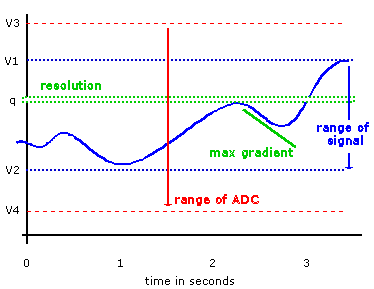 V3
V1
resolution
q
range of
signal
max gradient
V2
range of ADC
V4
0 1 2 3
time in seconds